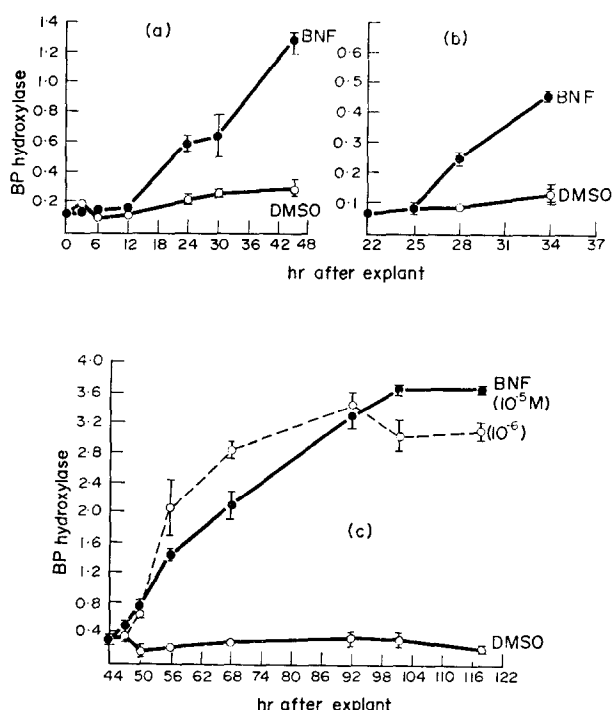 (a)
BP hydroxylase
1·4
1·2
1·0
0·8
0·6
0·4
0·2
BNF
DMSO
0 6 12 18 24 30 36 42 48
(b)
0·6
0·5
0·4
0·3
0·2
0·1
BNF
DMSO
22 25 28 31 34 37
hr after explant
(c)
BP hydroxylase
4·0
3·6
3·2
2·8
2·4
2·0
1·6
1·2
0·8
0·4
BNF
(10⁻⁵M)
(10⁻⁶)
DMSO
44 50 56 62 68 74 80 86 92 98 104 110 116 122
hr after explant